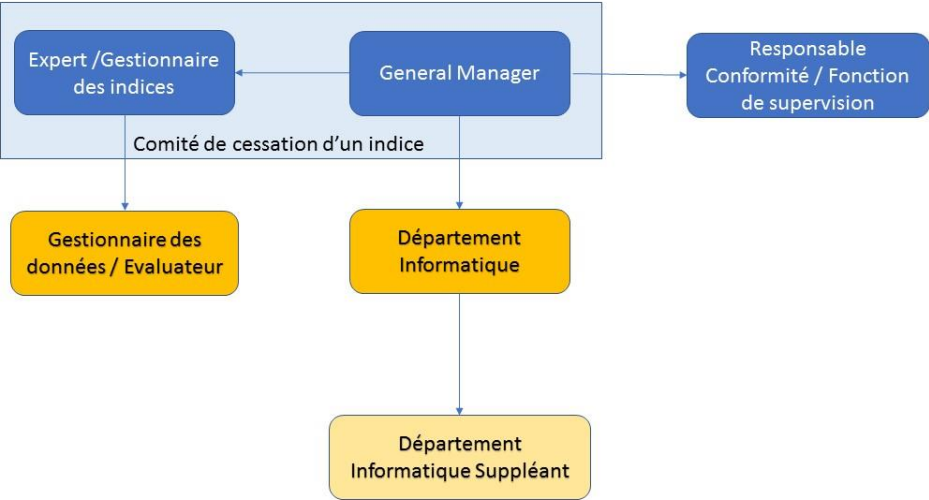 Expert /Gestionnaire
des indices
General Manager
Responsable
Conformité / Fonction
de supervision
Comité de cessation d'un indice
Gestionnaire des
données / Evaluateur
Département
Informatique
Département
Informatique Suppléant